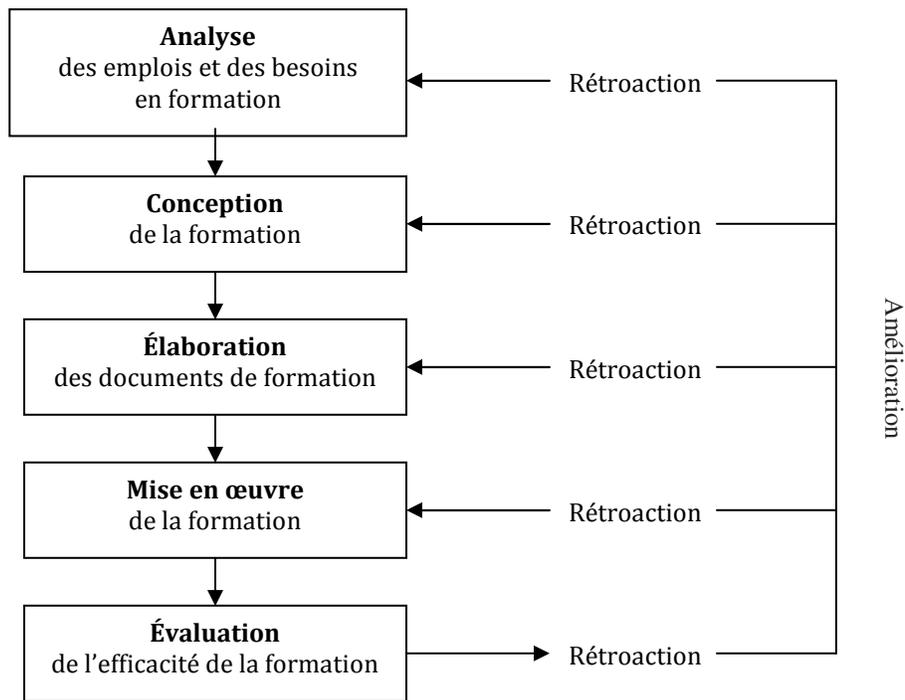 Analyse
des emplois et des besoins
en formation
Rétroaction
Conception
de la formation
Rétroaction
Élaboration
des documents de formation
Rétroaction
Mise en œuvre
de la formation
Rétroaction
Évaluation
de l’efficacité de la formation
Rétroaction
Amélioration